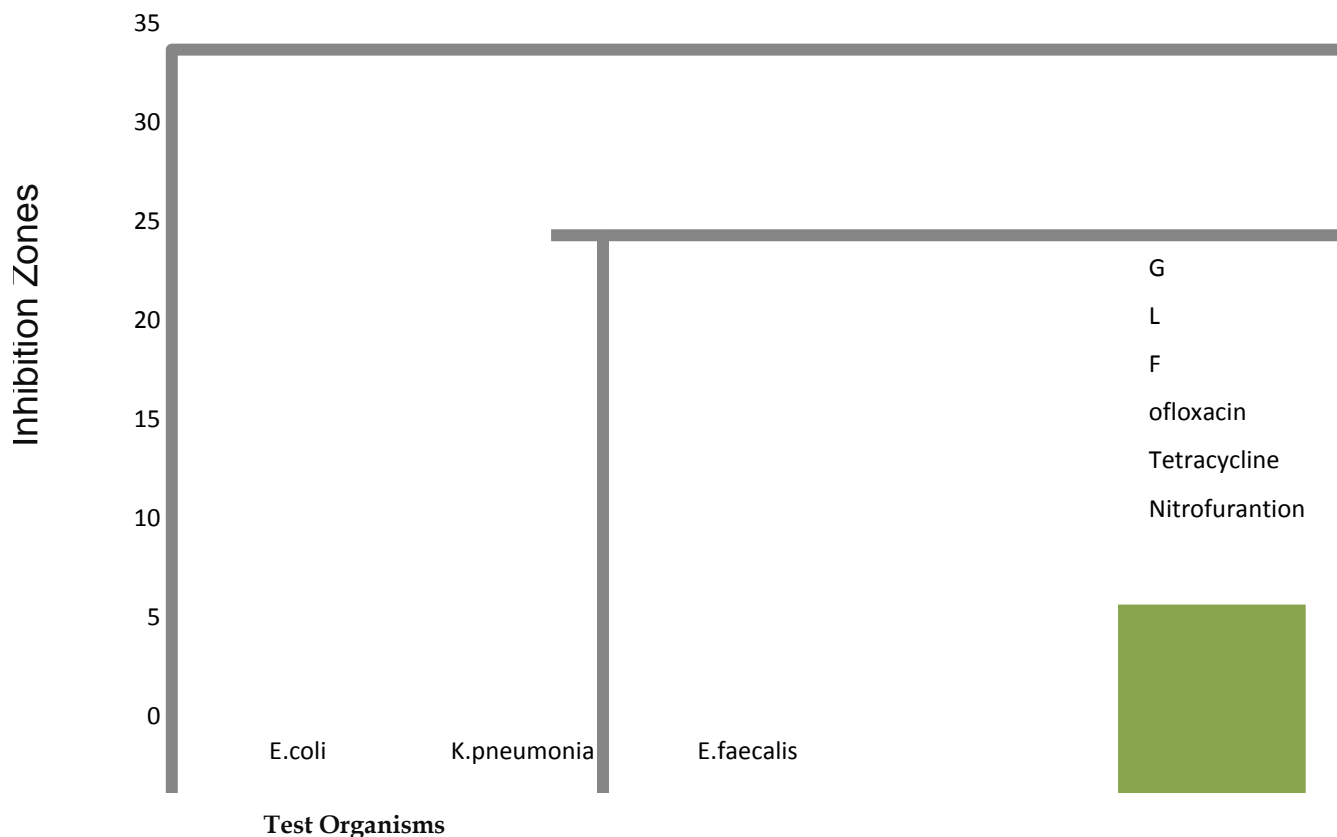 35
30
25
20
15
10
5
0
Inhibition Zones
G
L
F
ofloxacin
Tetracycline
Nitrofurantion
E.coli K.pneumonia E.faecalis
Test Organisms